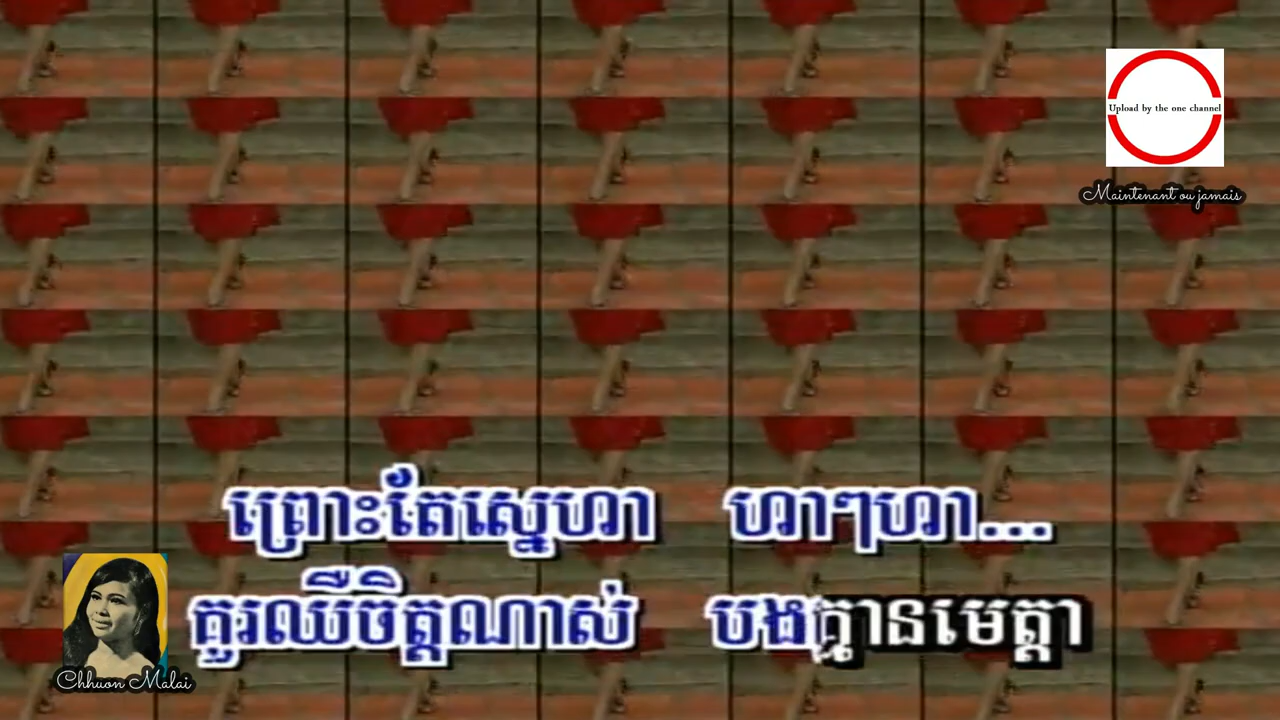 Upload by the one channel
Maintenant ou jamais
ព្រោះតែស្នេហា ហាៗហា...
គួរឈឺចិត្តណាស់ បងគ្មានមេត្តា
Chhuon Malai